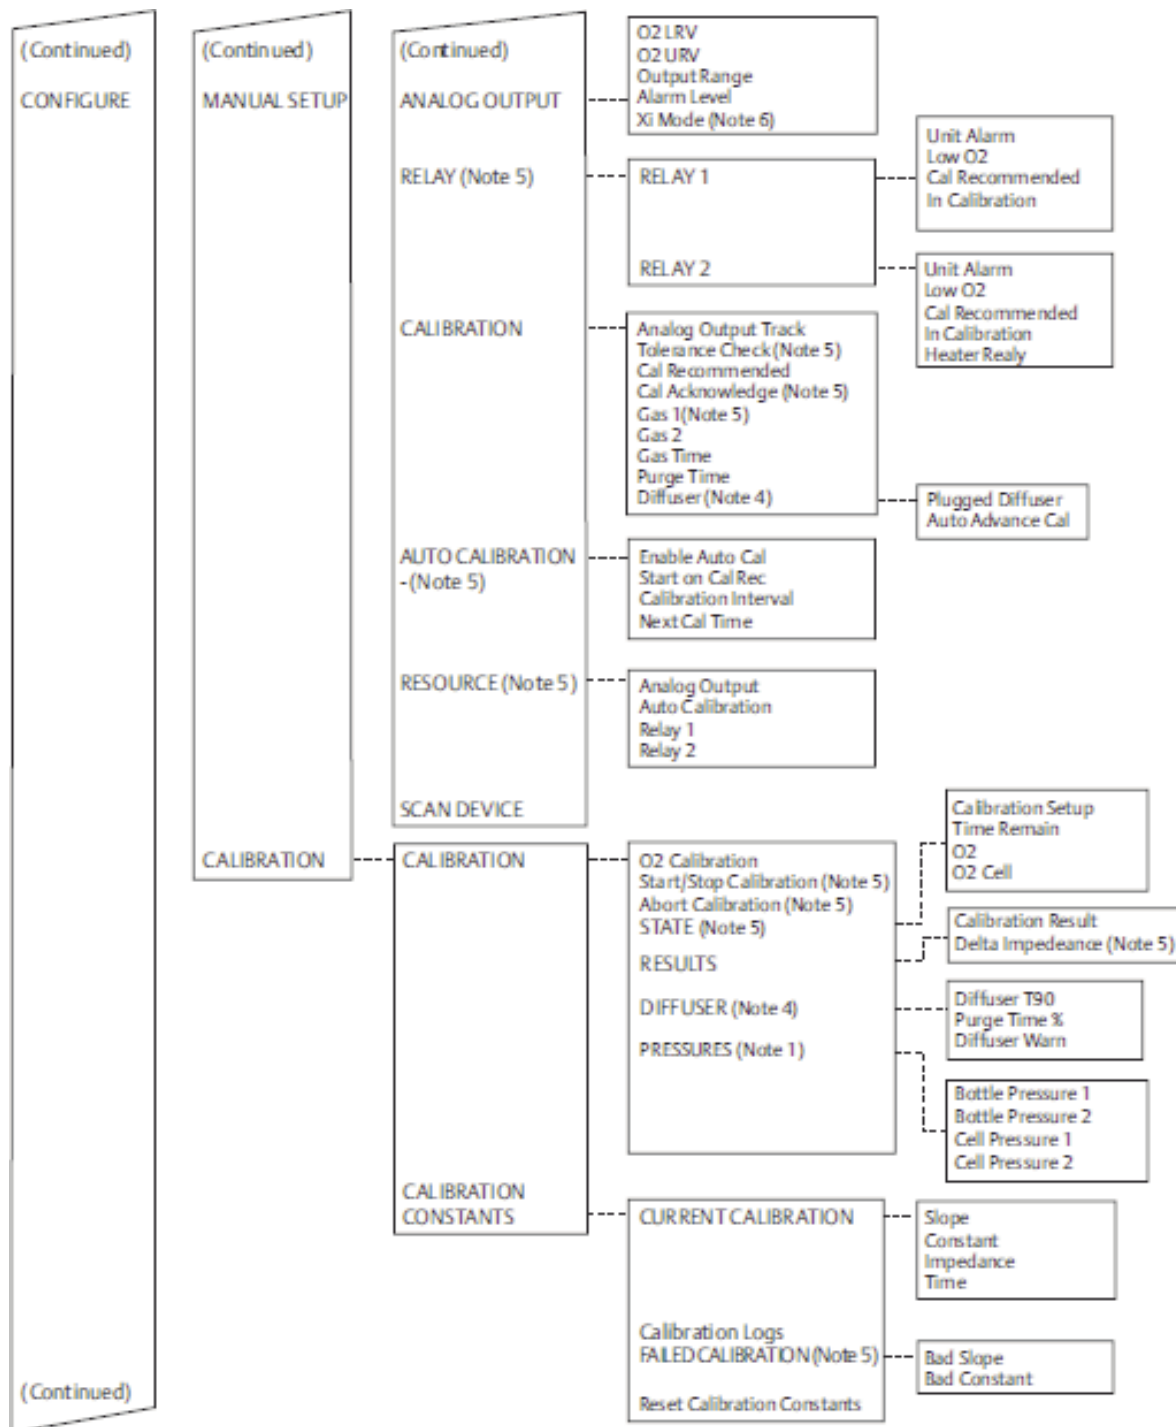 (Continued)
CONFIGURE
(Continued)
(Continued)
MANUAL SETUP
(Continued)
ANALOG OUTPUT
O2 LRV
O2 URV
Output Range
Alarm Level
Xi Mode (Note 6)
RELAY (Note 5)
RELAY 1
Unit Alarm
Low O2
Cal Recommended
In Calibration
RELAY 2
Unit Alarm
Low O2
Cal Recommended
In Calibration
Heater Realy
CALIBRATION
Analog Output Track
Tolerance Check (Note 5)
Cal Recommended
Cal Acknowledge (Note 5)
Gas 1(Note 5)
Gas 2
Gas Time
Purge Time
Diffuser (Note 4)
Plugged Diffuser
Auto Advance Cal
AUTO CALIBRATION
- (Note 5)
Enable Auto Cal
Start on Cal Rec
Calibration Interval
Next Cal Time
RESOURCE (Note 5)
Analog Output
Auto Calibration
Relay 1
Relay 2
SCAN DEVICE
CALIBRATION
CALIBRATION
O2 Calibration
Start/Stop Calibration (Note 5)
Abort Calibration (Note 5)
STATE (Note 5)
Calibration Setup
Time Remain
O2
O2 Cell
RESULTS
Calibration Result
Delta Impedeance (Note 5)
DIFFUSER (Note 4)
Diffuser T90
Purge Time %
Diffuser Warn
PRESSURES (Note 1)
Bottle Pressure 1
Bottle Pressure 2
Cell Pressure 1
Cell Pressure 2
CALIBRATION
CONSTANTS
CURRENT CALIBRATION
Slope
Constant
Impedance
Time
Calibration Logs
FAILED CALIBRATION (Note 5)
Bad Slope
Bad Constant
Reset Calibration Constants